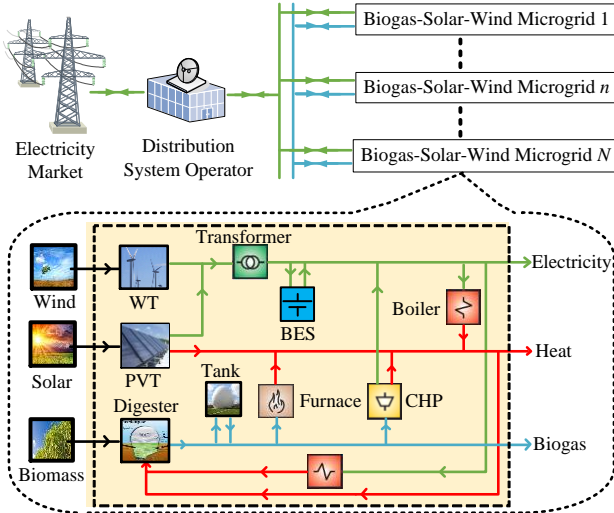 Biogas-Solar-Wind Microgrid 1
Biogas-Solar-Wind Microgrid n
Biogas-Solar-Wind Microgrid N
Electricity
Market
Distribution
System Operator
Transformer
Electricity
Wind
WT
BES
Boiler
Solar
PVT
Tank
Furnace
CHP
Heat
Digester
Biomass
Biogas